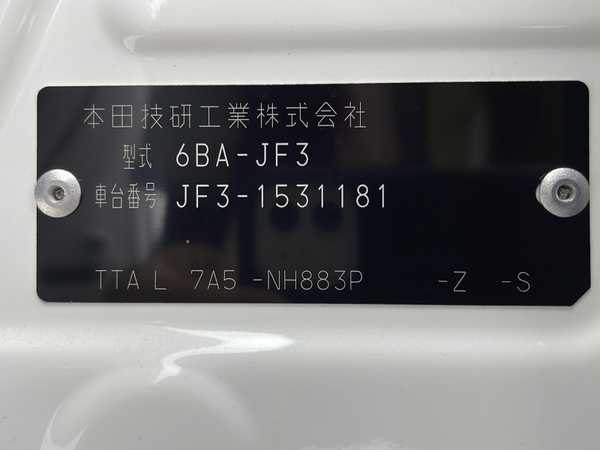 本田技研工業株式会社
型式 6BA-JF3
車台番号 JF3-1531181
TTA L 7A5 -NH883P -Z -S